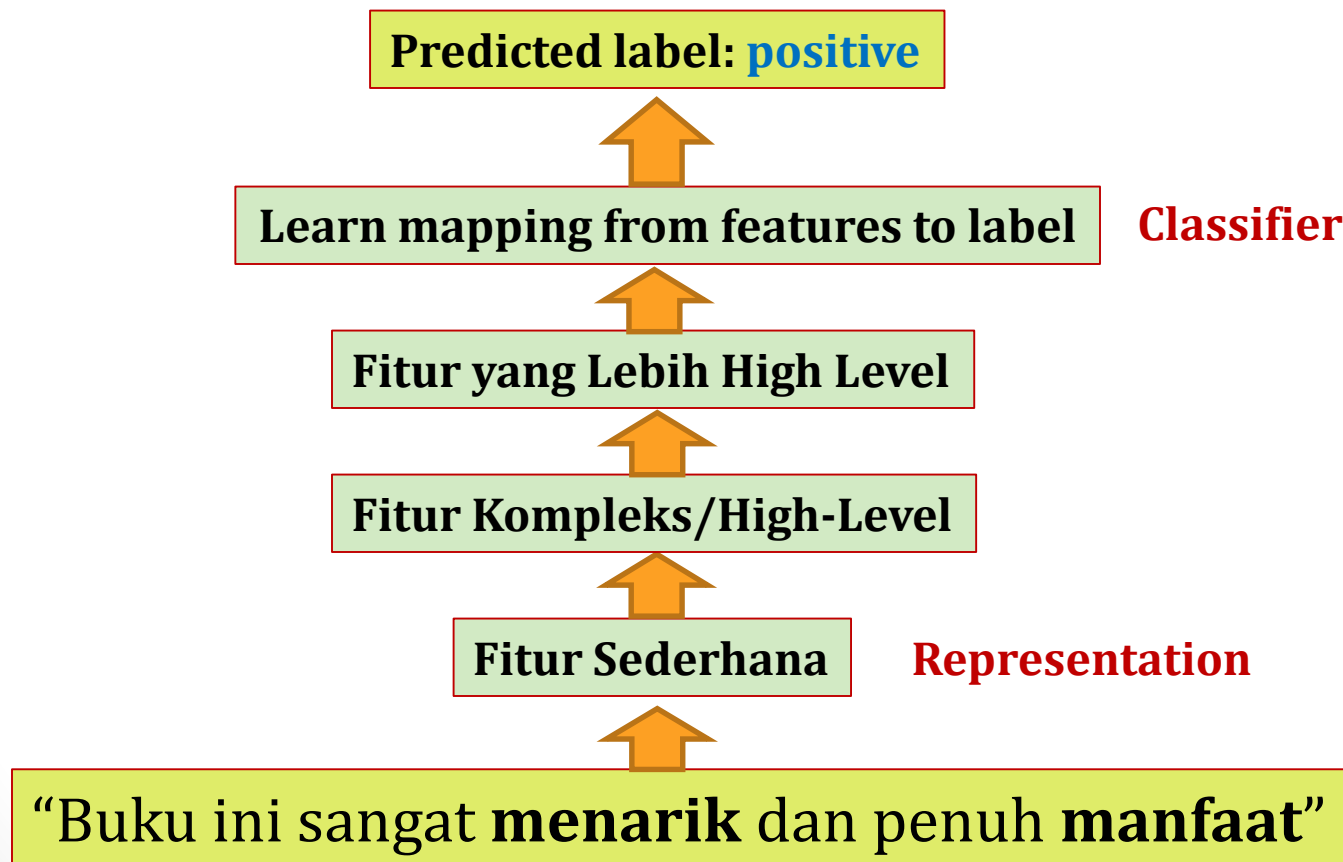 Predicted label: positive
Learn mapping from features to label
Classifier
Fitur yang Lebih High Level
Fitur Kompleks/High-Level
Fitur Sederhana
Representation
“Buku ini sangat menarik dan penuh manfaat”